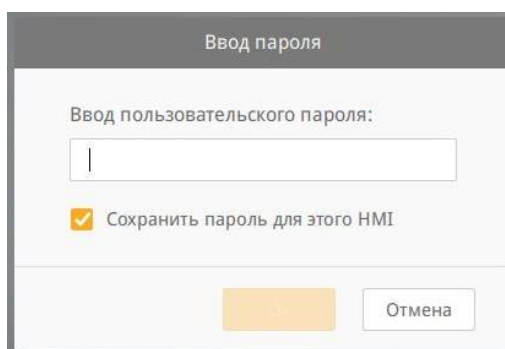 Ввод пароля
Ввод пользовательского пароля:
Сохранить пароль для этого HMI
Отмена